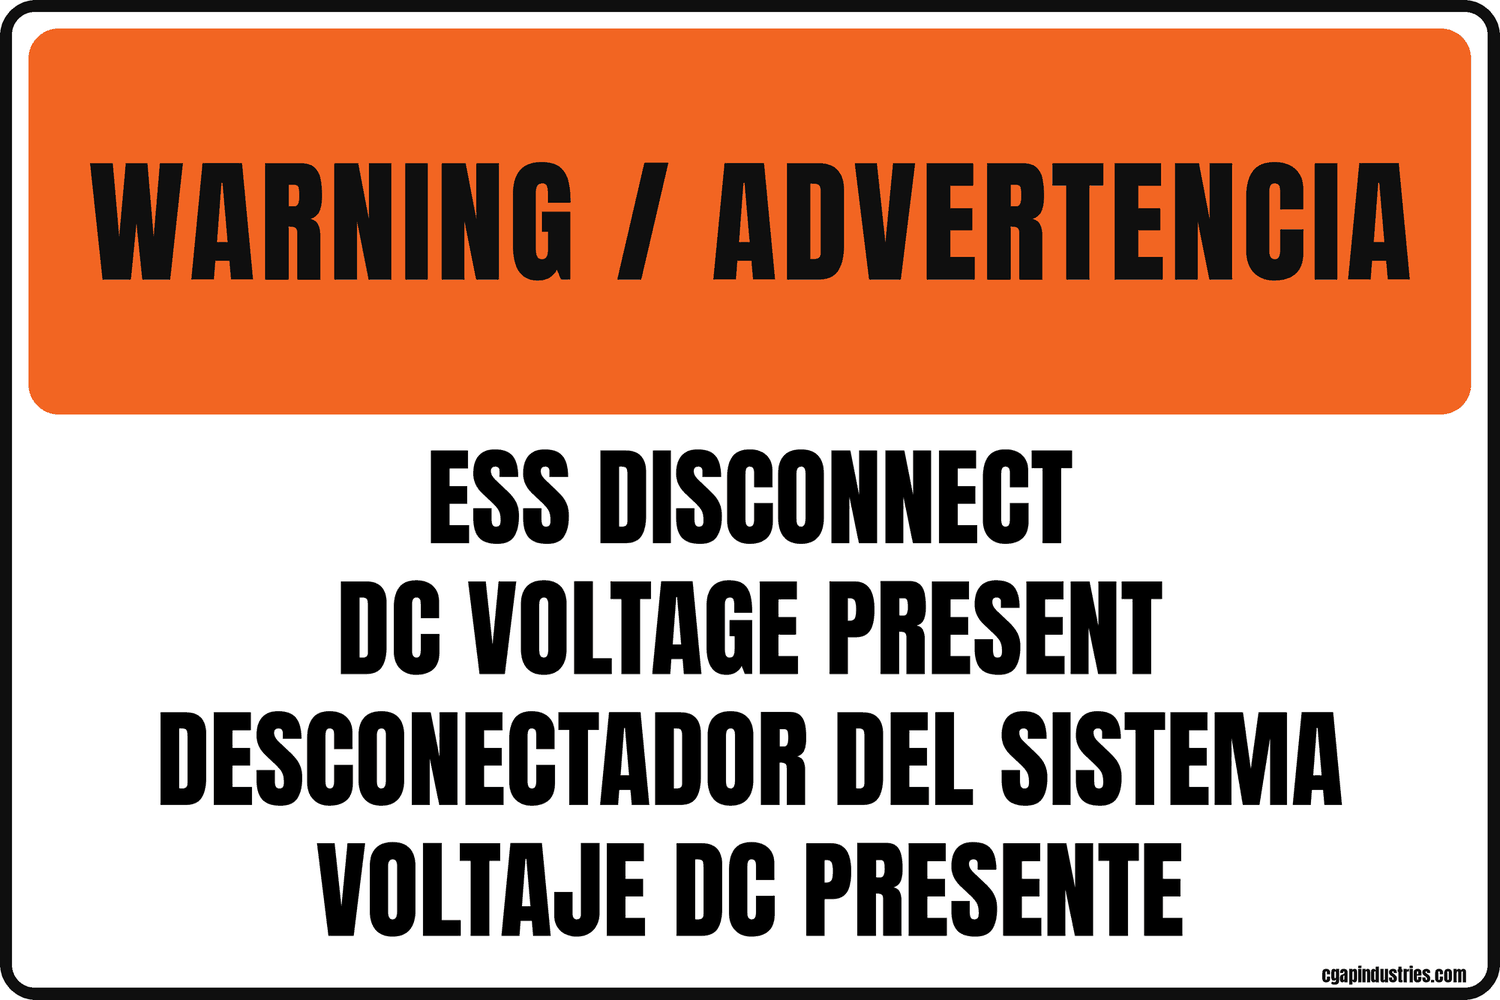 WARNING / ADVERTENCIA
ESS DISCONNECT
DC VOLTAGE PRESENT
DESCONECTADOR DEL SISTEMA
VOLTAJE DC PRESENTE
cgapindustries.com